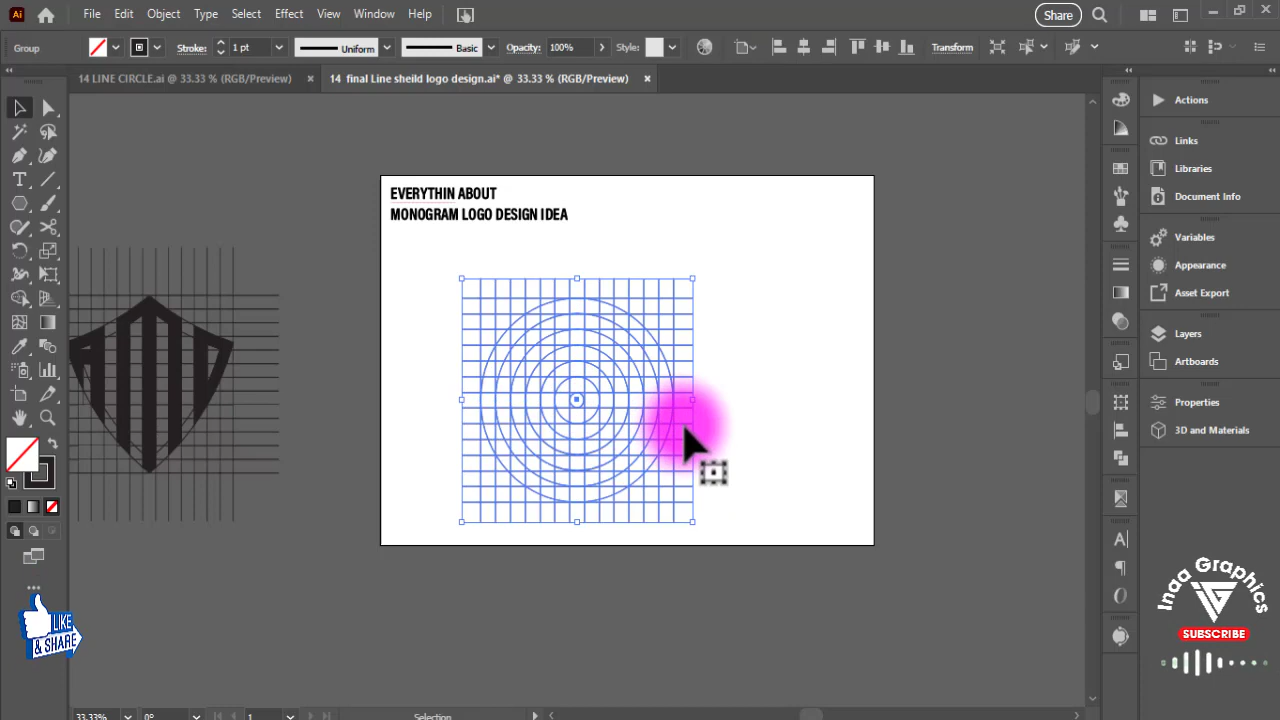 Ai
File Edit Object Type Select Effect View Window Help Share
Group Stroke: 1 pt Uniform Basic Opacity: 100% Style: Transform
14 LINE CIRCLE.ai @ 33.33 % (RGB/Preview)
14 final Line sheild logo design.ai* @ 33.33 % (RGB/Preview)
EVERYTHIN ABOUT
MONOGRAM LOGO DESIGN IDEA
Actions
Links
Libraries
Document Info
Variables
Appearance
Asset Export
Layers
Artboards
Properties
3D and Materials
LIKE
& SHARE
Inaa Graphics
SUBSCRIBE
33.33% 0° 1 Selection